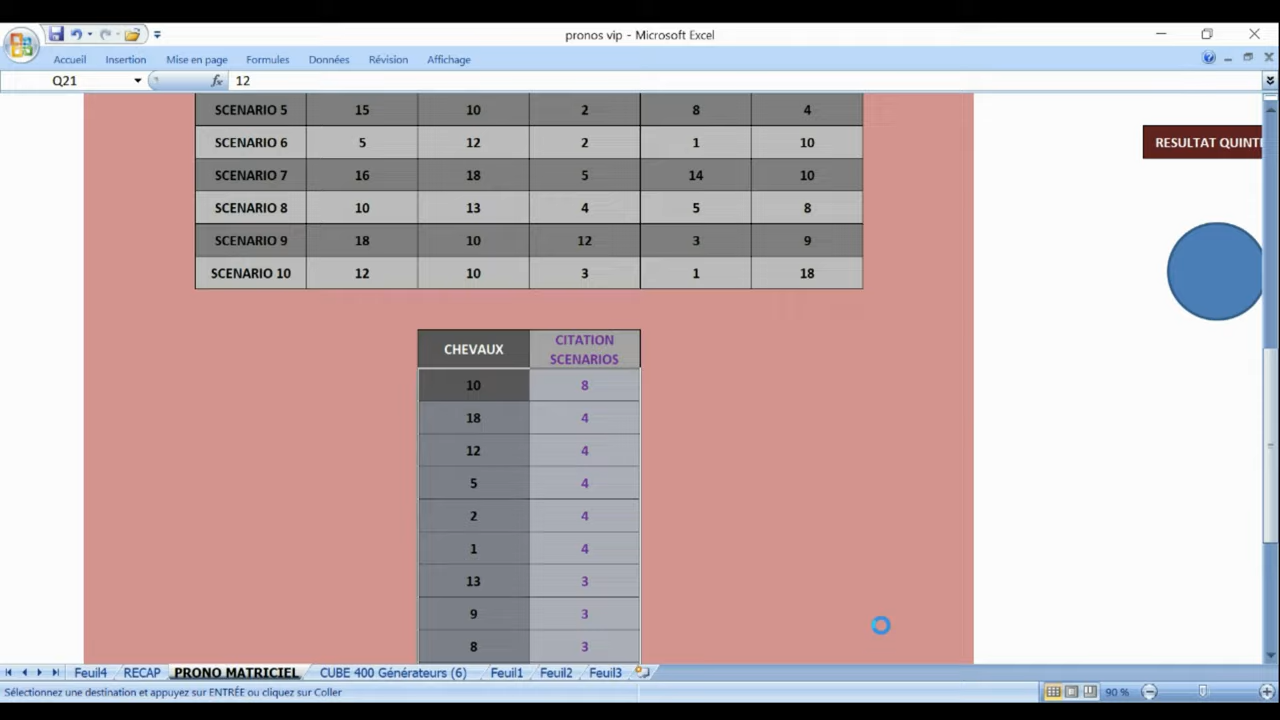 pronos vip - Microsoft Excel
Accueil Insertion Mise en page Formules Données Révision Affichage
Q21 fx 12
SCENARIO 5 15 10 2 8 4
SCENARIO 6 5 12 2 1 10
SCENARIO 7 16 18 5 14 10
SCENARIO 8 10 13 4 5 8
SCENARIO 9 18 10 12 3 9
SCENARIO 10 12 10 3 1 18
RESULTAT QUINT
CHEVAUX CITATION SCENARIOS
10 8
18 4
12 4
5 4
2 4
1 4
13 3
9 3
8 3
Feuil4 RECAP PRONO MATRICIEL CUBE 400 Générateurs (6) Feuil1 Feuil2 Feuil3
Sélectionnez une destination et appuyez sur ENTRÉE ou cliquez sur Coller 90 %